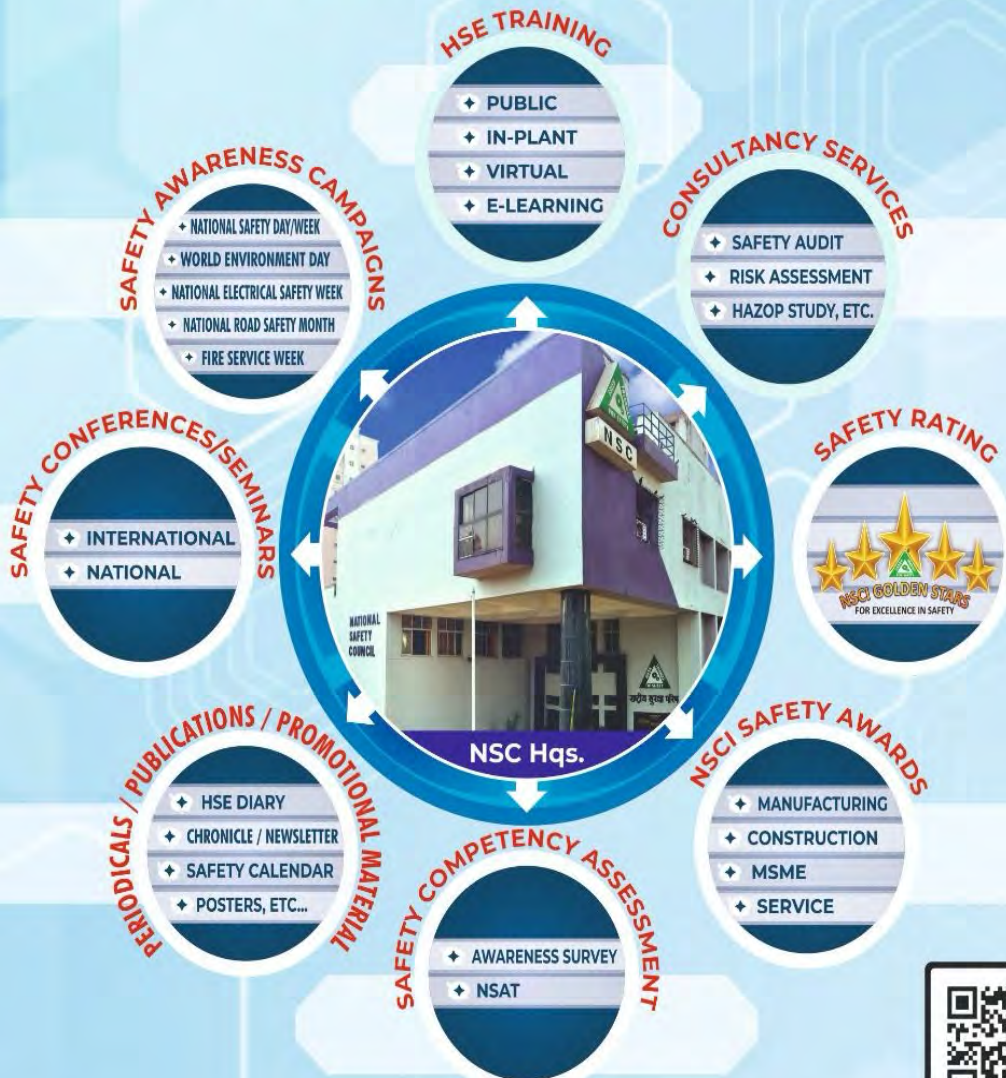 HSE TRAINING
✦ PUBLIC
✦ IN-PLANT
✦ VIRTUAL
✦ E-LEARNING
CONSULTANCY SERVICES
✦ SAFETY AUDIT
✦ RISK ASSESSMENT
✦ HAZOP STUDY, ETC.
SAFETY RATING
NSCI GOLDEN STARS
FOR EXCELLENCE IN SAFETY
NSCI SAFETY AWARDS
✦ MANUFACTURING
✦ CONSTRUCTION
✦ MSME
✦ SERVICE
SAFETY COMPETENCY ASSESSMENT
✦ AWARENESS SURVEY
✦ NSAT
PERIODICALS / PUBLICATIONS / PROMOTIONAL MATERIAL
✦ HSE DIARY
✦ CHRONICLE / NEWSLETTER
✦ SAFETY CALENDAR
✦ POSTERS, ETC...
SAFETY CONFERENCES/SEMINARS
✦ INTERNATIONAL
✦ NATIONAL
SAFETY AWARENESS CAMPAIGNS
✦ NATIONAL SAFETY DAY/WEEK
✦ WORLD ENVIRONMENT DAY
✦ NATIONAL ELECTRICAL SAFETY WEEK
✦ NATIONAL ROAD SAFETY MONTH
✦ FIRE SERVICE WEEK
NSC
NATIONAL
SAFETY
COUNCIL
राष्ट्रीय सुरक्षा
NSC Hqs.